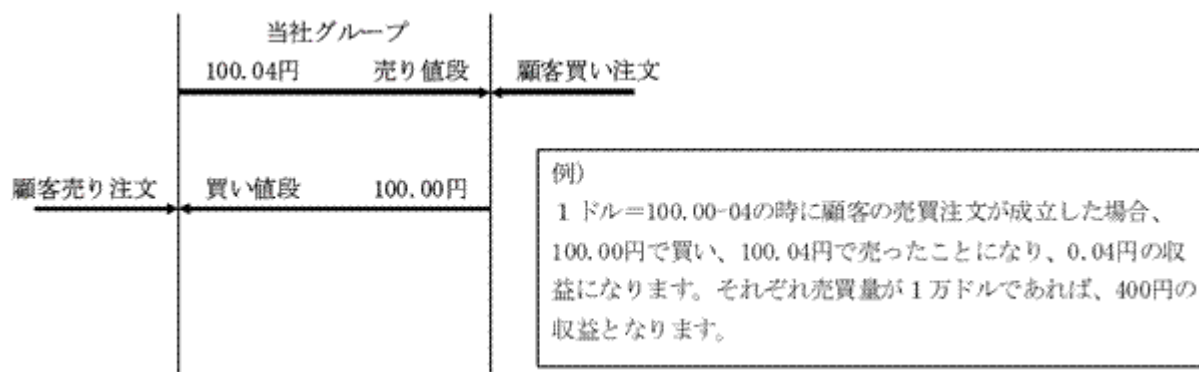 当社グループ
100.04円 売り値段 顧客買い注文
顧客売り注文 買い値段 100.00円
例)
1ドル=100.00-04の時に顧客の売買注文が成立した場合、
100.00円で買い、100.04円で売ったことになり、0.04円の収
益になります。それぞれ売買量が1万ドルであれば、400円の
収益となります。